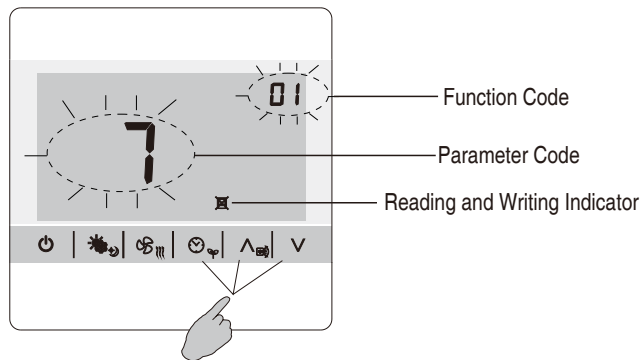 01
Function Code
7
Parameter Code
Reading and Writing Indicator